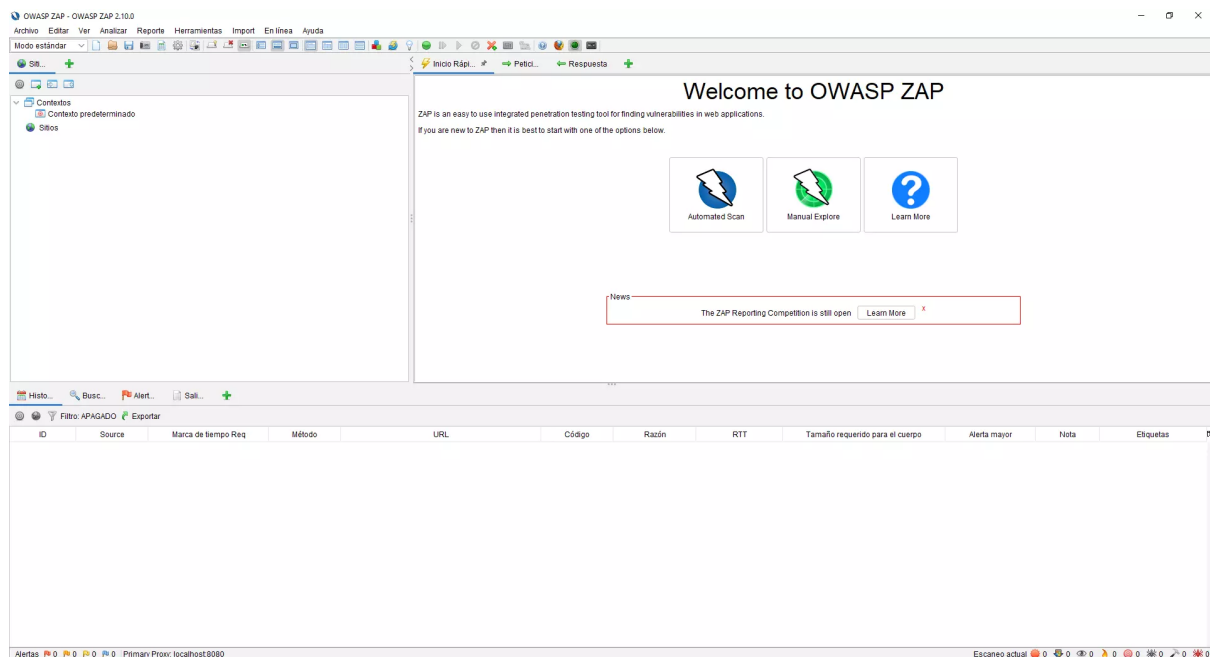 OWASP ZAP - OWASP ZAP 2.10.0
Archivo Editar Ver Analizar Reporte Herramientas Import En línea Ayuda
Modo estándar
Siti...
Inicio Rápi... Petici... Respuesta
Contextos
Contexto predeterminado
Sitios
Welcome to OWASP ZAP
ZAP is an easy to use integrated penetration testing tool for finding vulnerabilities in web applications.
If you are new to ZAP then it is best to start with one of the options below.
Automated Scan Manual Explore Learn More
News
The ZAP Reporting Competition is still open Learn More X
Histo... Busc... Alert... Sali...
Filtro: APAGADO Exportar
ID Source Marca de tiempo Req Método URL Código Razón RTT Tamaño requerido para el cuerpo Alerta mayor Nota Etiquetas
Alertas 0 0 0 0 Primary Proxy: localhost:8080 Escaneo actual 0 0 0 0 0 0 0 0